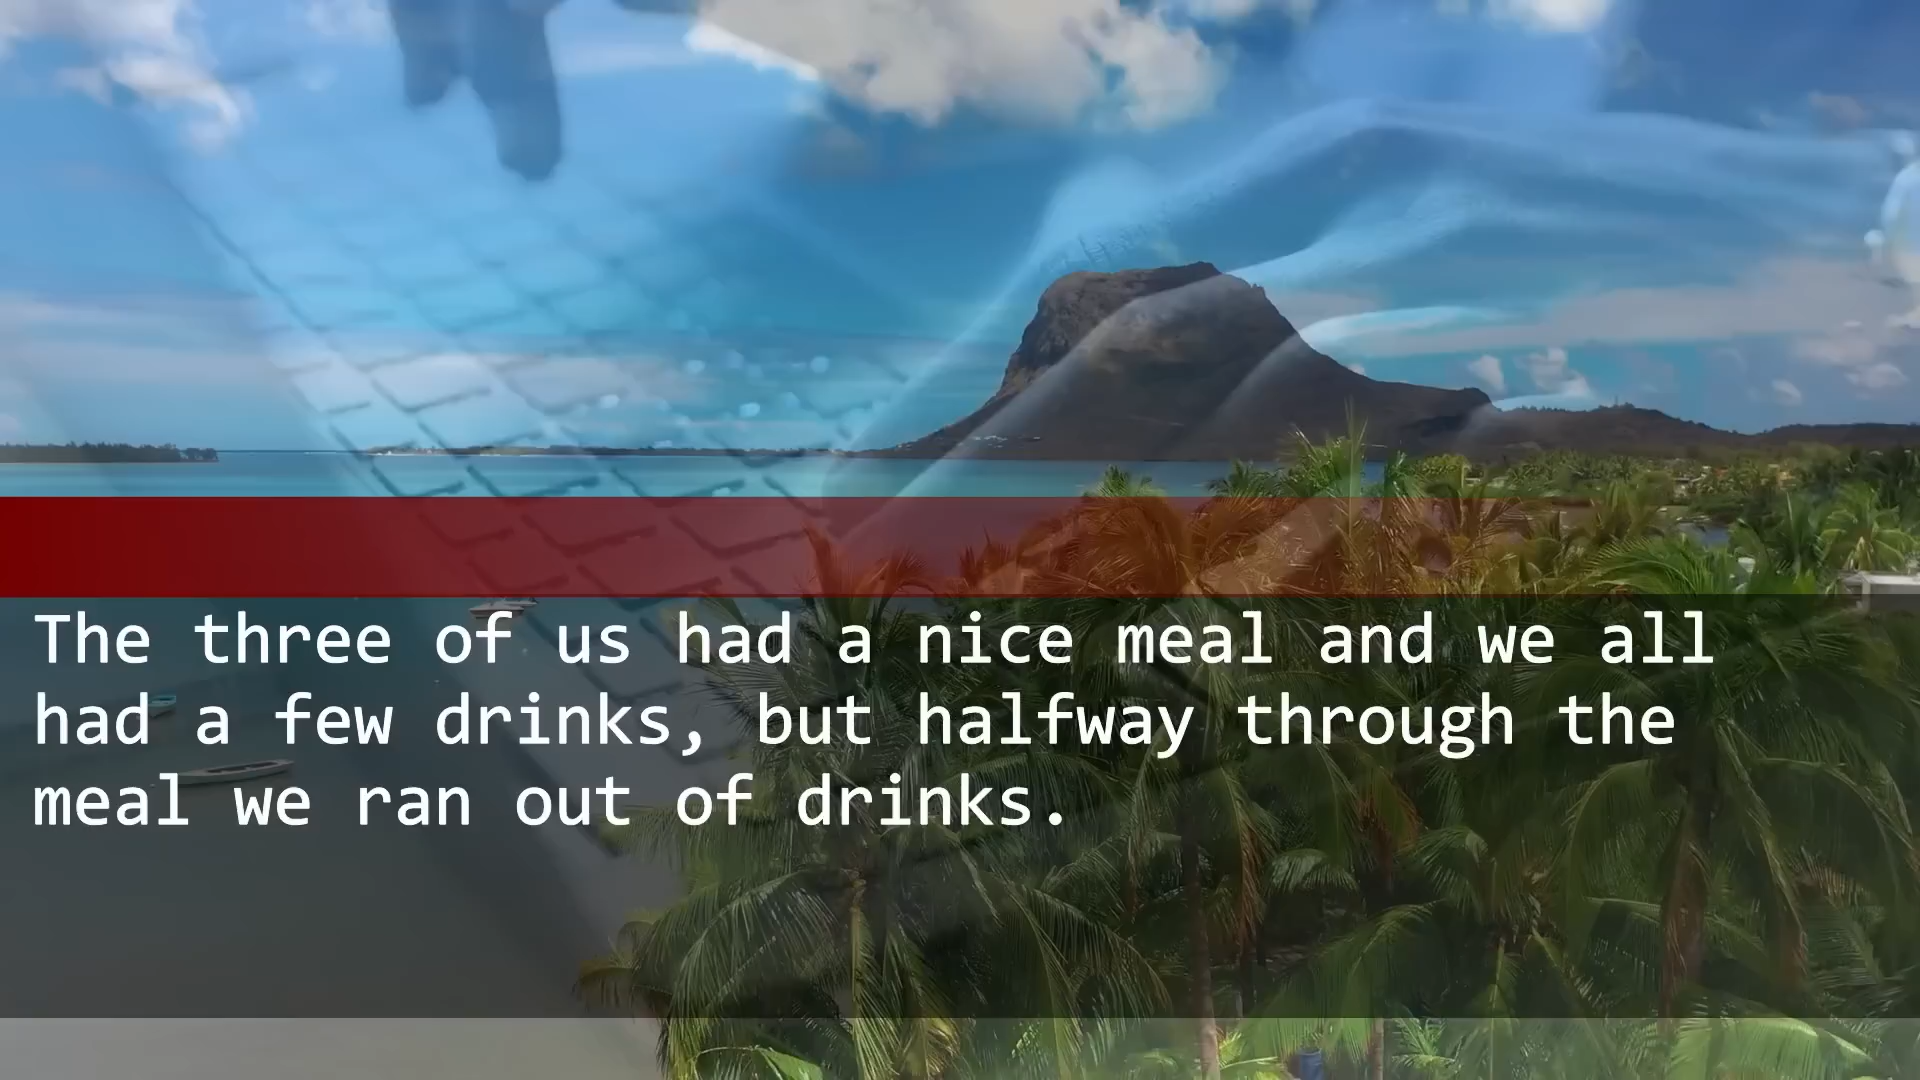 The three of us had a nice meal and we all
had a few drinks, but halfway through the
meal we ran out of drinks.